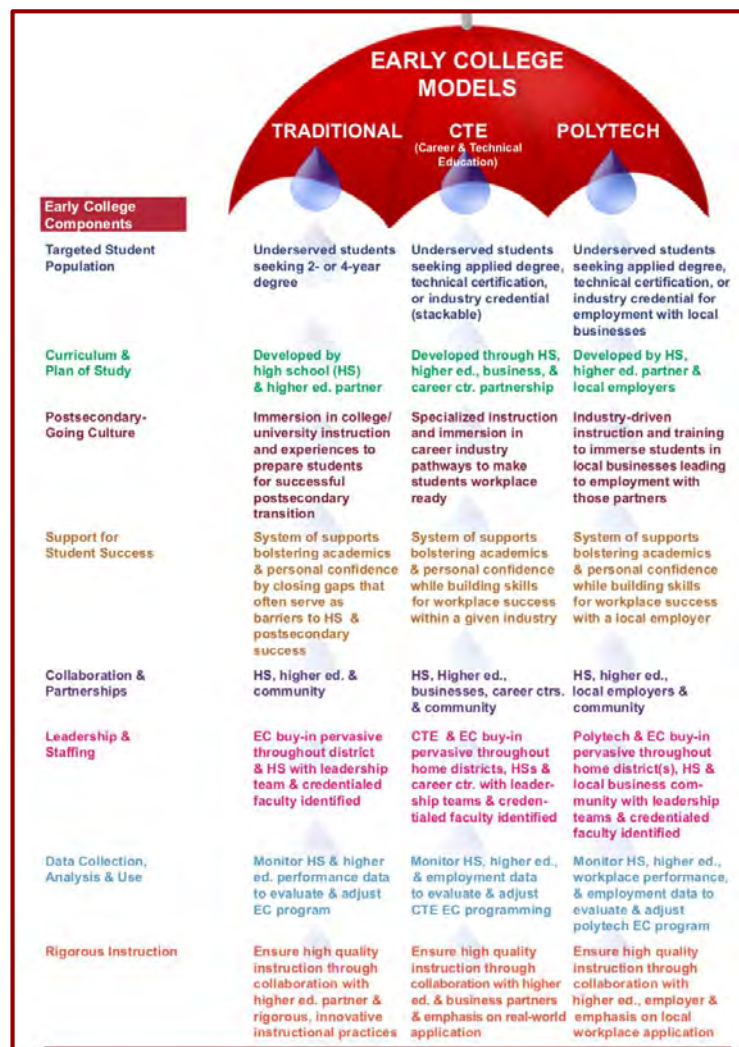 EARLY COLLEGE
MODELS
TRADITIONAL
CTE
(Career & Technical
Education)
POLYTECH
Early College
Components
Targeted Student
Population
Underserved students
seeking 2- or 4-year
degree
Underserved students
seeking applied degree,
technical certification,
or industry credential
(stackable)
Underserved students
seeking applied degree,
technical certification, or
industry credential for
employment with local
businesses
Curriculum &
Plan of Study
Developed by
high school (HS)
& higher ed. partner
Developed through HS,
higher ed., business, &
career ctr. partnership
Developed by HS,
higher ed. partner &
local employers
Postsecondary-
Going Culture
Immersion in college/
university instruction
and experiences to
prepare students
for successful
postsecondary
transition
Specialized instruction
and immersion in
career industry
pathways to make
students workplace
ready
Industry-driven
instruction and training
to immerse students in
local businesses leading
to employment with
those partners
Support for
Student Success
System of supports
bolstering academics
& personal confidence
by closing gaps that
often serve as
barriers to HS &
postsecondary
success
System of supports
bolstering academics
& personal confidence
while building skills
for workplace success
within a given industry
System of supports
bolstering academics
& personal confidence
while building skills
for workplace success
with a local employer
Collaboration &
Partnerships
HS, higher ed. &
community
HS, Higher ed.,
businesses, career ctrs.
& community
HS, higher ed.,
local employers &
community
Leadership &
Staffing
EC buy-in pervasive
throughout district
& HS with leadership
team & credentialed
faculty identified
CTE & EC buy-in
pervasive throughout
home districts, HSs &
career ctr. with leader-
ship teams & creden-
tialed faculty identified
Polytech & EC buy-in
pervasive throughout
home district(s), HS &
local business com-
munity with leadership
teams & credentialed
faculty identified
Data Collection,
Analysis & Use
Monitor HS & higher
ed. performance data
to evaluate & adjust
EC program
Monitor HS, higher ed.,
& employment data
to evaluate & adjust
CTE EC programming
Monitor HS, higher ed.,
workplace performance,
& employment data to
evaluate & adjust
polytech EC program
Rigorous Instruction
Ensure high quality
instruction through
collaboration with
higher ed. partner &
rigorous, innovative
instructional practices
Ensure high quality
instruction through
collaboration with higher
ed. & business partners
& emphasis on real-world
application
Ensure high quality
instruction through
collaboration with
higher ed., employer &
emphasis on local
workplace application